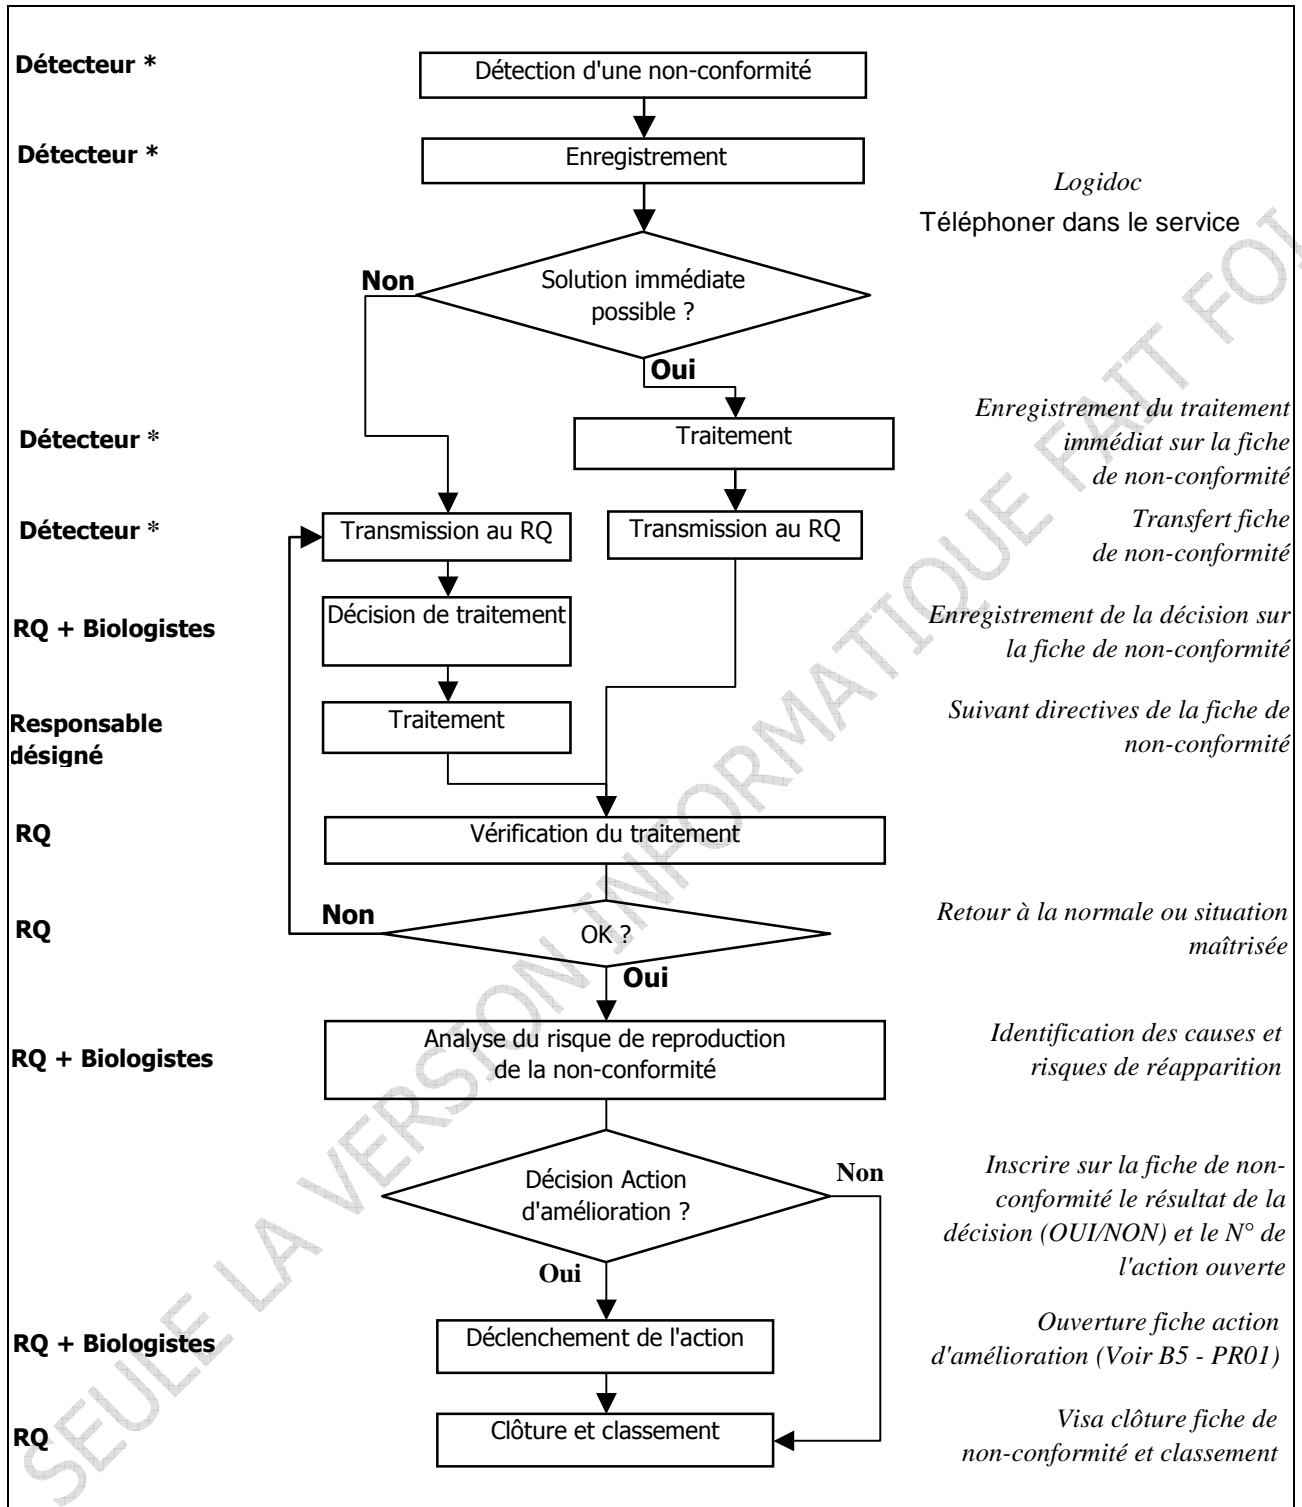 Détecteur *
Détection d'une non-conformité
Détecteur *
Enregistrement
Logidoc
Téléphoner dans le service
Non
Solution immédiate
possible ?
Oui
Détecteur *
Traitement
Enregistrement du traitement
immédiat sur la fiche
de non-conformité
Détecteur *
Transmission au RQ
Transmission au RQ
Transfert fiche
de non-conformité
RQ + Biologistes
Décision de traitement
Enregistrement de la décision sur
la fiche de non-conformité
Responsable
désigné
Traitement
Suivant directives de la fiche de
non-conformité
RQ
Vérification du traitement
RQ
Non
OK ?
Oui
Retour à la normale ou situation
maîtrisée
RQ + Biologistes
Analyse du risque de reproduction
de la non-conformité
Identification des causes et
risques de réapparition
Décision Action
d'amélioration ?
Non
Oui
Inscrire sur la fiche de non-
conformité le résultat de la
décision (OUI/NON) et le N° de
l'action ouverte
RQ + Biologistes
Déclenchement de l'action
Ouverture fiche action
d'amélioration (Voir B5 - PR01)
RQ
Clôture et classement
Visa clôture fiche de
non-conformité et classement
SEULE LA VERSION INFORMATIQUE FAIT FOI